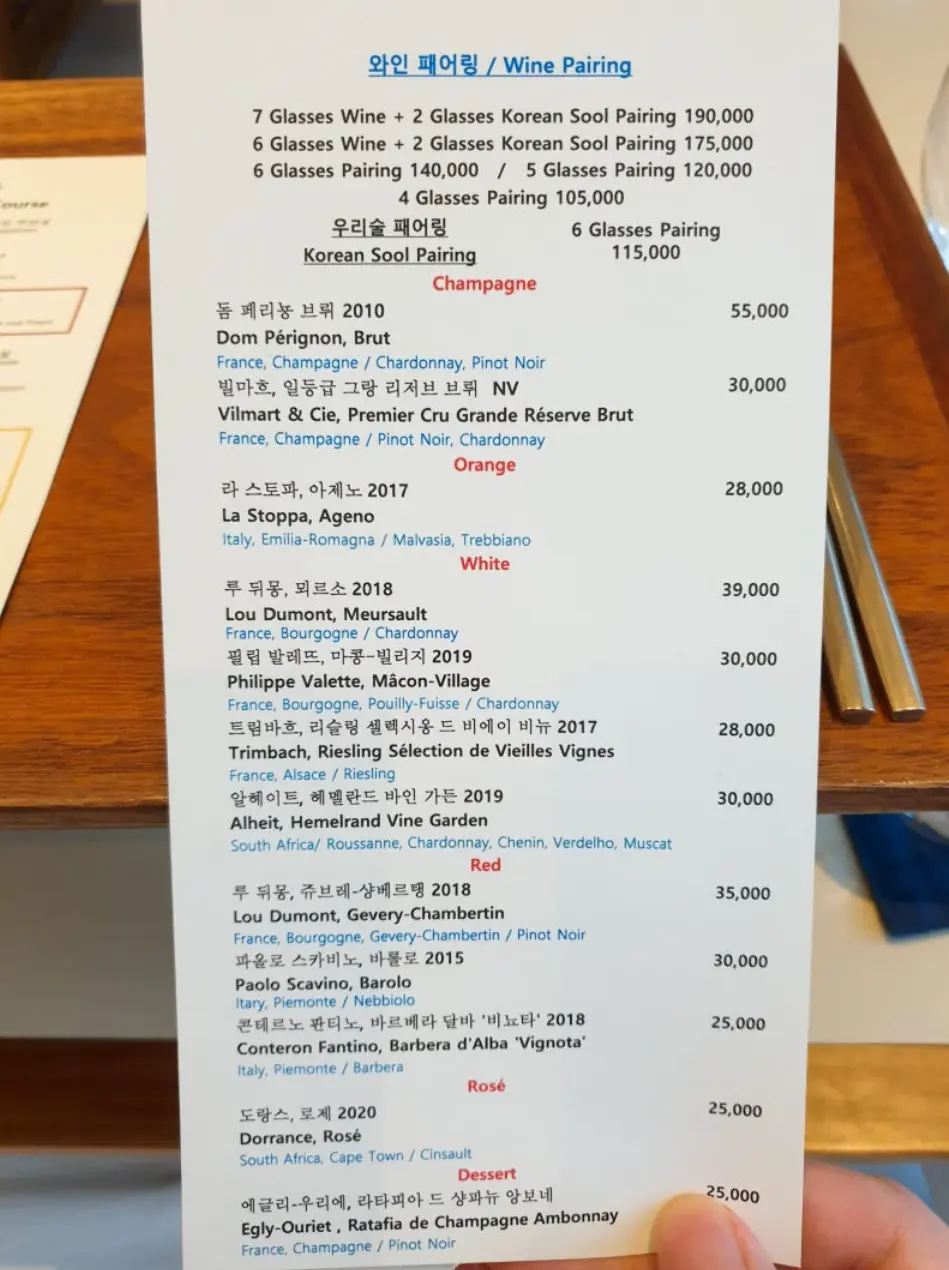 와인 패어링 / Wine Pairing
7 Glasses Wine + 2 Glasses Korean Sool Pairing 190,000
6 Glasses Wine + 2 Glasses Korean Sool Pairing 175,000
6 Glasses Pairing 140,000 / 5 Glasses Pairing 120,000
4 Glasses Pairing 105,000
우리술 패어링 6 Glasses Pairing
Korean Sool Pairing 115,000
Champagne
돔 페리뇽 브뤼 2010 55,000
Dom Pérignon, Brut
France, Champagne / Chardonnay, Pinot Noir
빌마흐, 일등급 그랑 리저브 브뤼 NV 30,000
Vilmart & Cie, Premier Cru Grande Réserve Brut
France, Champagne / Pinot Noir, Chardonnay
Orange
라 스토파, 아제노 2017 28,000
La Stoppa, Ageno
Italy, Emilia-Romagna / Malvasia, Trebbiano
White
루 뒤몽, 뫼르소 2018 39,000
Lou Dumont, Meursault
France, Bourgogne / Chardonnay
필립 발레뜨, 마콩-빌리지 2019 30,000
Philippe Valette, Mâcon-Village
France, Bourgogne, Pouilly-Fuisse / Chardonnay
트림바흐, 리슬링 셀렉시옹 드 비에이 비뉴 2017 28,000
Trimbach, Riesling Sélection de Vieilles Vignes
France, Alsace / Riesling
알헤이트, 헤멜란드 바인 가든 2019 30,000
Alheit, Hemelrand Vine Garden
South Africa/ Roussanne, Chardonnay, Chenin, Verdelho, Muscat
Red
루 뒤몽, 쥬브레-샹베르탱 2018 35,000
Lou Dumont, Gevery-Chambertin
France, Bourgogne, Gevery-Chambertin / Pinot Noir
파올로 스카비노, 바롤로 2015 30,000
Paolo Scavino, Barolo
Itary, Piemonte / Nebbiolo
콘테르노 판티노, 바르베라 달바 '비뇨타' 2018 25,000
Conteron Fantino, Barbera d'Alba 'Vignota'
Italy, Piemonte / Barbera
Rosé
도랑스, 로제 2020 25,000
Dorrance, Rosé
South Africa, Cape Town / Cinsault
Dessert
에글리-우리에, 라타피아 드 샹파뉴 앙보네 25,000
Egly-Ouriet , Ratafia de Champagne Ambonnay
France, Champagne / Pinot Noir